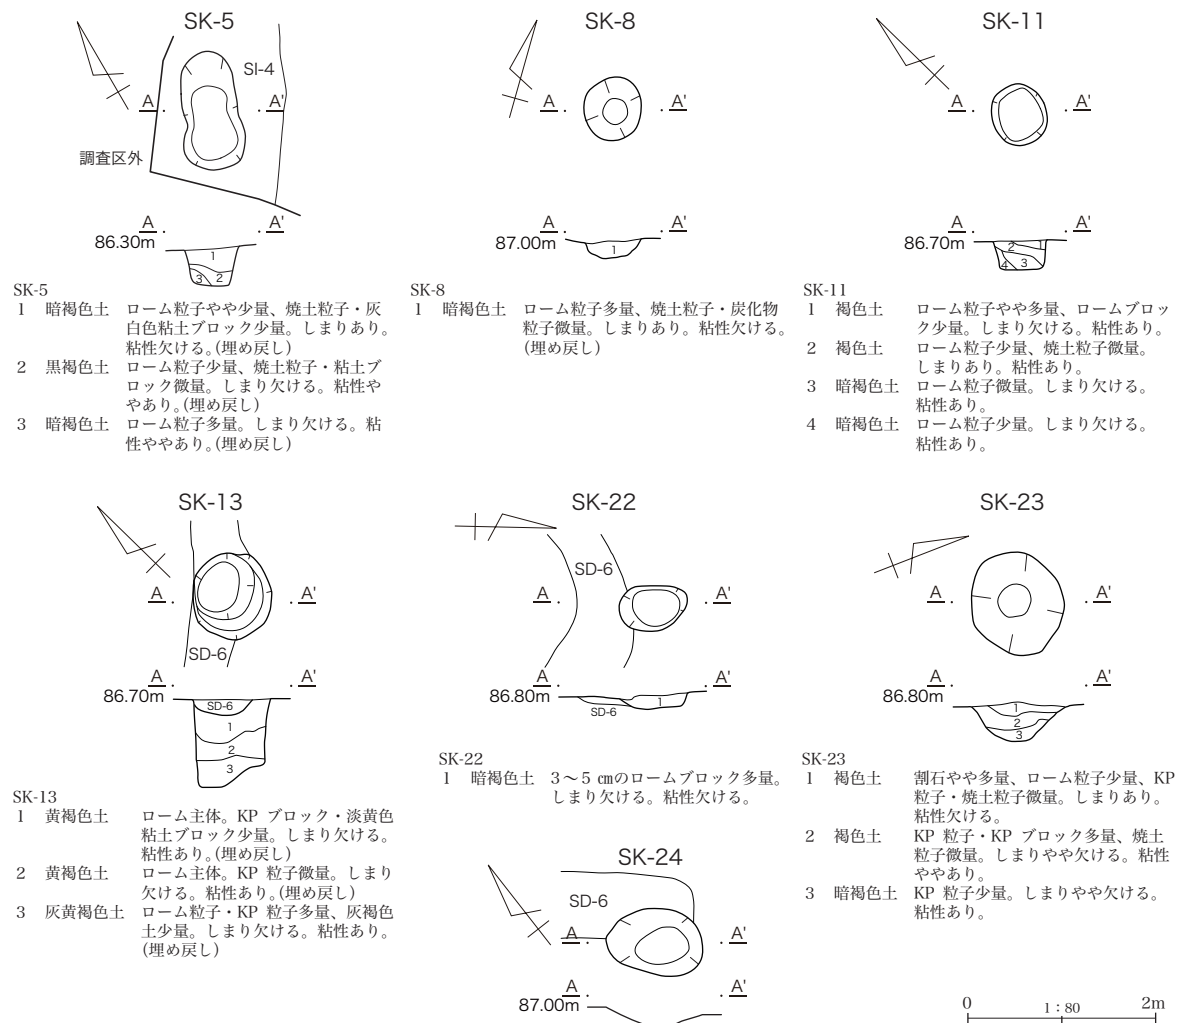 SK-5
SI-4
A
A'
調査区外
A
A'
86.30m
1
3
2
SK-5
1 暗褐色土 ローム粒子やや少量、焼土粒子・灰
白色粘土ブロック少量。しまりあり。
粘性欠ける。(埋め戻し)
2 黒褐色土 ローム粒子少量、焼土粒子・粘土ブ
ロック微量。しまり欠ける。粘性や
やあり。(埋め戻し)
3 暗褐色土 ローム粒子多量。しまり欠ける。粘
性ややあり。(埋め戻し)
SK-8
A
A'
A
A'
87.00m
1
SK-8
1 暗褐色土 ローム粒子多量、焼土粒子・炭化物
粒子微量。しまりあり。粘性欠ける。
(埋め戻し)
SK-11
A
A'
A
A'
86.70m
2
1
4
3
SK-11
1 褐色土 ローム粒子やや多量、ロームブロッ
ク少量。しまり欠ける。粘性あり。
2 褐色土 ローム粒子少量、焼土粒子微量。
しまりあり。粘性あり。
3 暗褐色土 ローム粒子微量。しまり欠ける。
粘性あり。
4 暗褐色土 ローム粒子少量。しまり欠ける。
粘性あり。
SK-13
A
A'
SD-6
A
A'
86.70m
SD-6
1
2
3
SK-13
1 黄褐色土 ローム主体。KP ブロック・淡黄色
粘土ブロック少量。しまり欠ける。
粘性あり。(埋め戻し)
2 黄褐色土 ローム主体。KP 粒子微量。しまり
欠ける。粘性あり。(埋め戻し)
3 灰黄褐色土 ローム粒子・KP 粒子多量、灰褐色
土少量。しまり欠ける。粘性あり。
(埋め戻し)
SK-22
SD-6
A
A'
A
A'
86.80m
1
SD-6
SK-22
1 暗褐色土 3～5 ㎝のロームブロック多量。
しまり欠ける。粘性欠ける。
SK-23
A
A'
A
A'
86.80m
1
2
3
SK-23
1 褐色土 割石やや多量、ローム粒子少量、KP
粒子・焼土粒子微量。しまりあり。
粘性欠ける。
2 褐色土 KP 粒子・KP ブロック多量、焼土
粒子微量。しまりやや欠ける。粘性
ややあり。
3 暗褐色土 KP 粒子少量。しまりやや欠ける。
粘性あり。
SK-24
SD-6
A
A'
A
A'
87.00m
0 1：80 2m